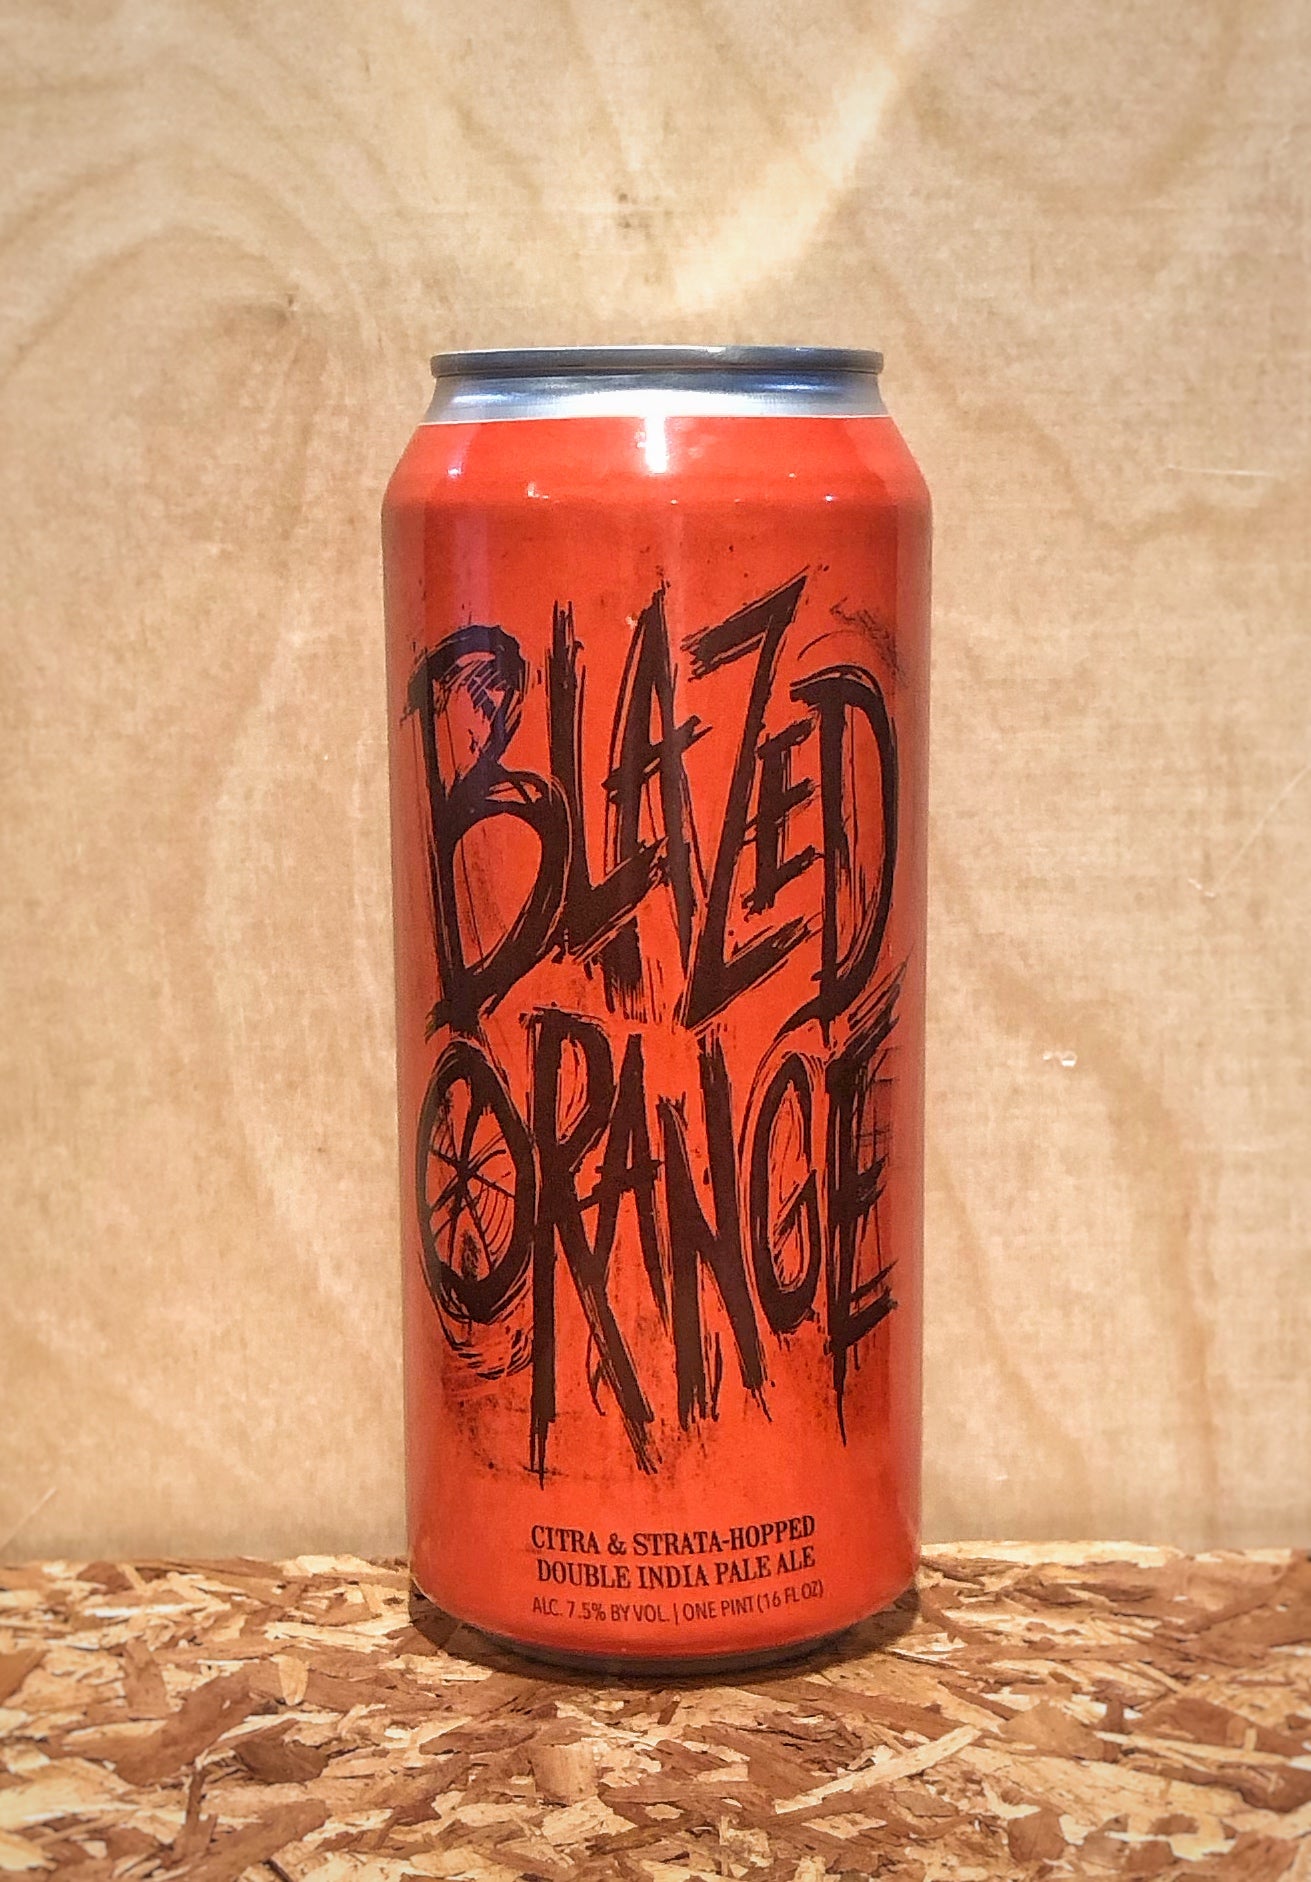 BLAZED
ORANGE
CITRA & STRATA-HOPPED
DOUBLE INDIA PALE ALE
ALC. 7.5% BY VOL. | ONE PINT (16 FL OZ)